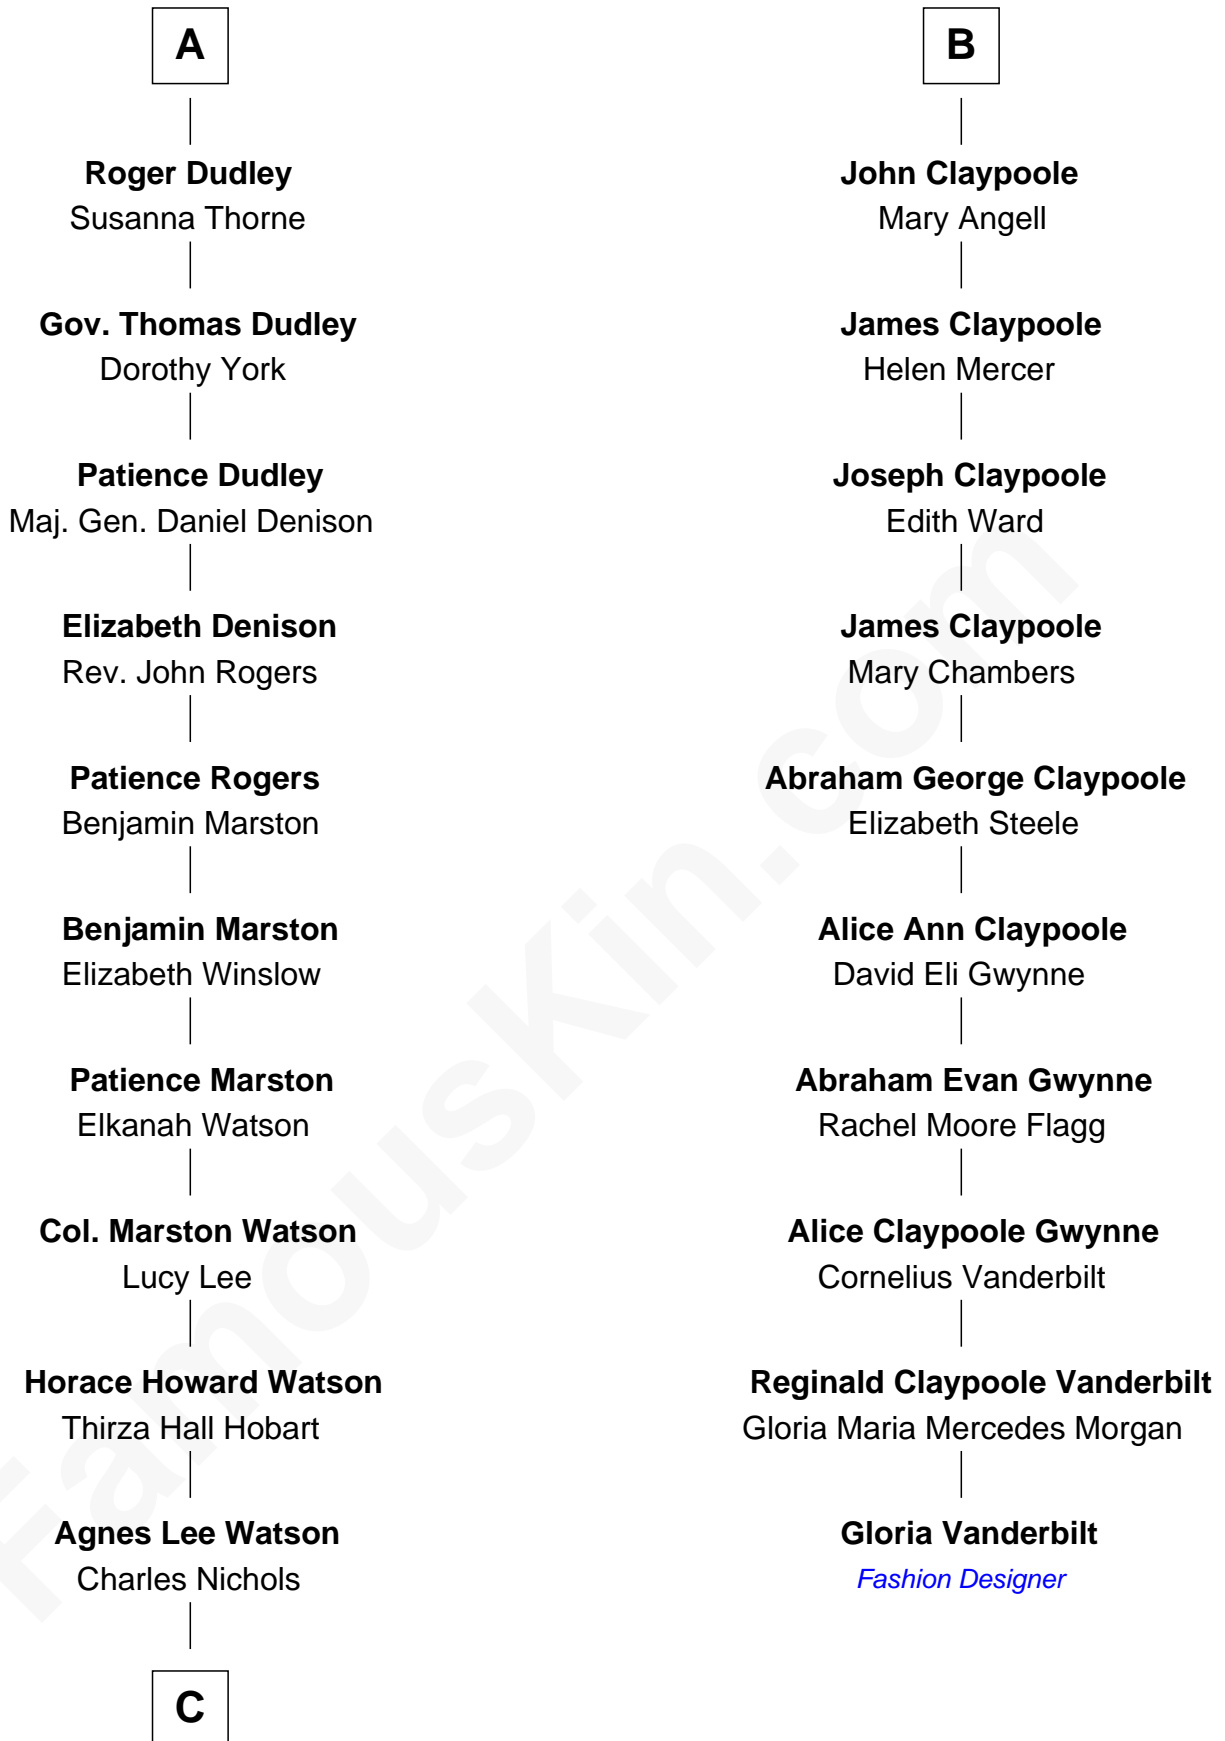 A
Roger Dudley
Susanna Thorne
Gov. Thomas Dudley
Dorothy York
Patience Dudley
Maj. Gen. Daniel Denison
Elizabeth Denison
Rev. John Rogers
Patience Rogers
Benjamin Marston
Benjamin Marston
Elizabeth Winslow
Patience Marston
Elkanah Watson
Col. Marston Watson
Lucy Lee
Horace Howard Watson
Thirza Hall Hobart
Agnes Lee Watson
Charles Nichols
C
B
John Claypoole
Mary Angell
James Claypoole
Helen Mercer
Joseph Claypoole
Edith Ward
James Claypoole
Mary Chambers
Abraham George Claypoole
Elizabeth Steele
Alice Ann Claypoole
David Eli Gwynne
Abraham Evan Gwynne
Rachel Moore Flagg
Alice Claypoole Gwynne
Cornelius Vanderbilt
Reginald Claypoole Vanderbilt
Gloria Maria Mercedes Morgan
Gloria Vanderbilt
Fashion Designer
FamousKin.com